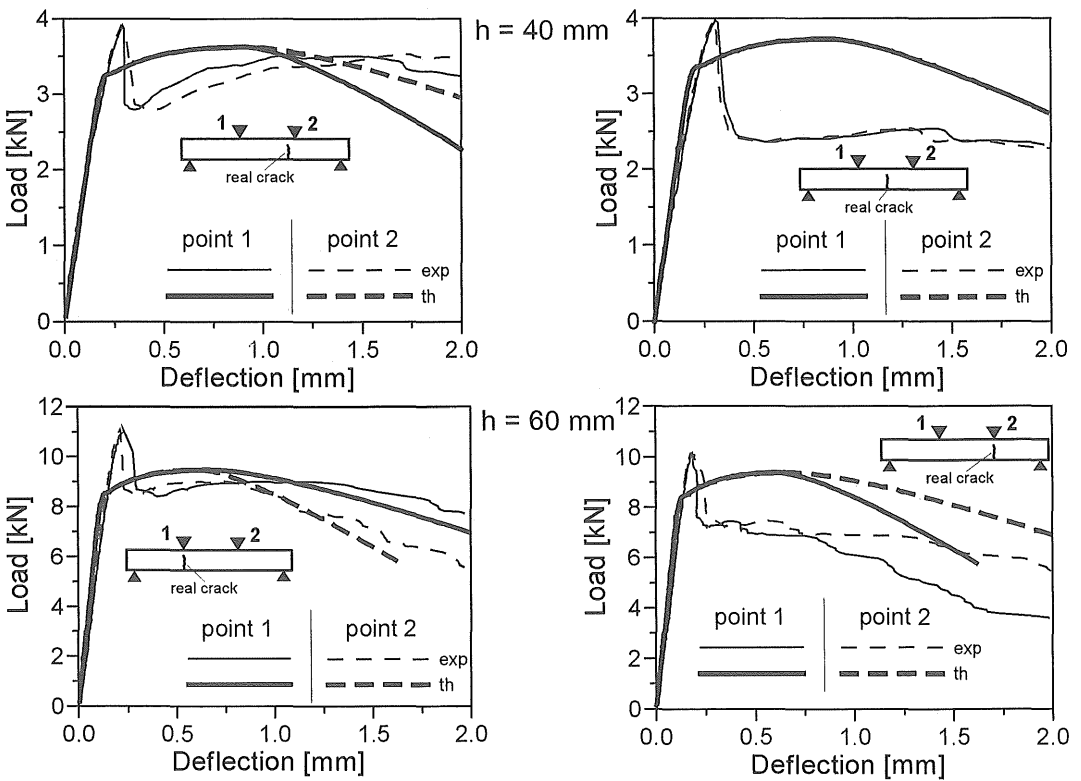 h = 40 mm
Load [kN]
4
3
2
1
0
1 2
real crack
point 1 point 2
exp
th
0.0 0.5 1.0 1.5 2.0
Deflection [mm]
Load [kN]
4
3
2
1
0
1 2
real crack
point 1 point 2
exp
th
0.0 0.5 1.0 1.5 2.0
Deflection [mm]
h = 60 mm
Load [kN]
12
10
8
6
4
2
0
1 2
real crack
point 1 point 2
exp
th
0.0 0.5 1.0 1.5 2.0
Deflection [mm]
Load [kN]
12
10
8
6
4
2
0
1 2
real crack
point 1 point 2
exp
th
0.0 0.5 1.0 1.5 2.0
Deflection [mm]